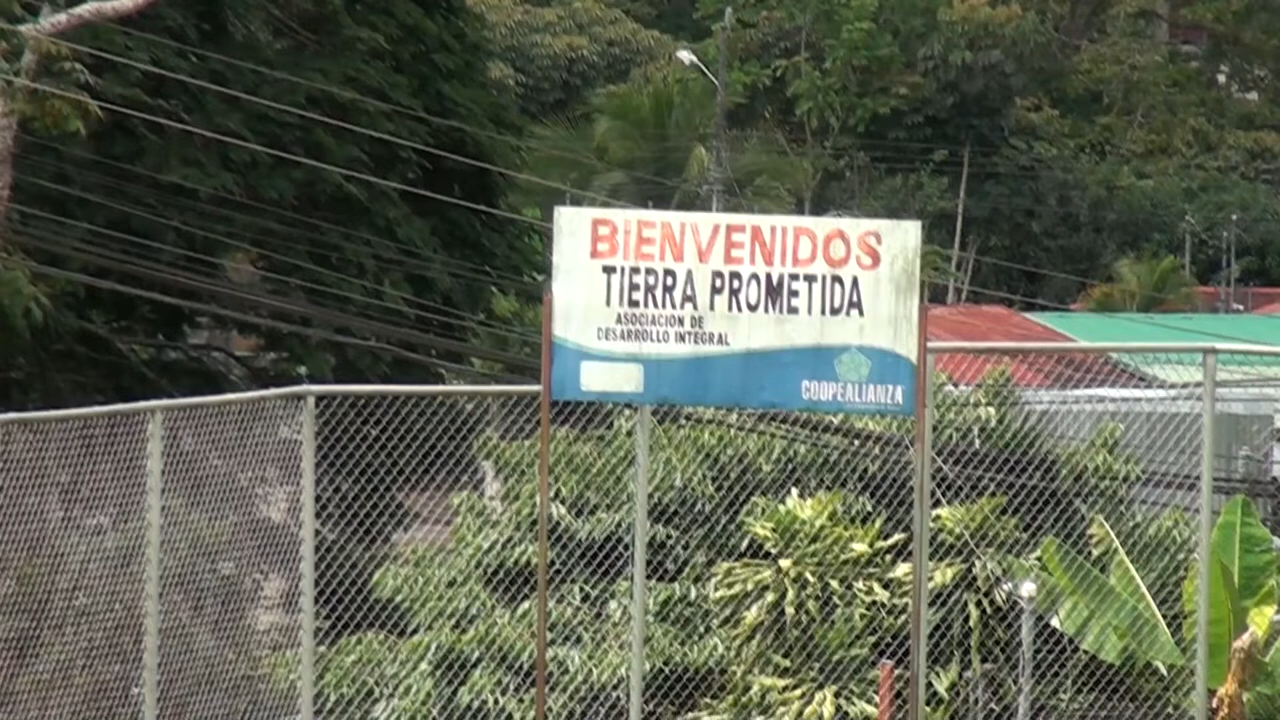 BIENVENIDOS
TIERRA PROMETIDA
ASOCIACION DE
DESARROLLO INTEGRAL
COOPEALIANZA